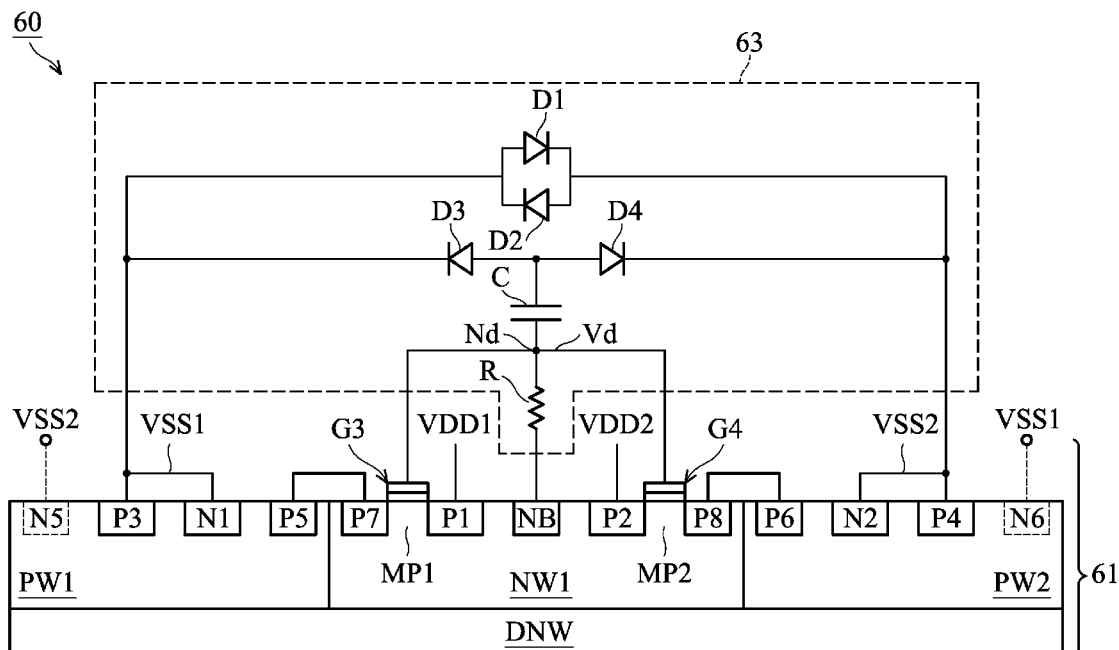 60
63
D1
D3
D2
D4
C
Nd
Vd
R
VSS2
VSS1
G3
VDD1
VDD2
G4
VSS2
VSS1
N5
P3
N1
P5
P7
P1
NB
P2
P8
P6
N2
P4
N6
MP1
MP2
PW1
NW1
PW2
61
DNW